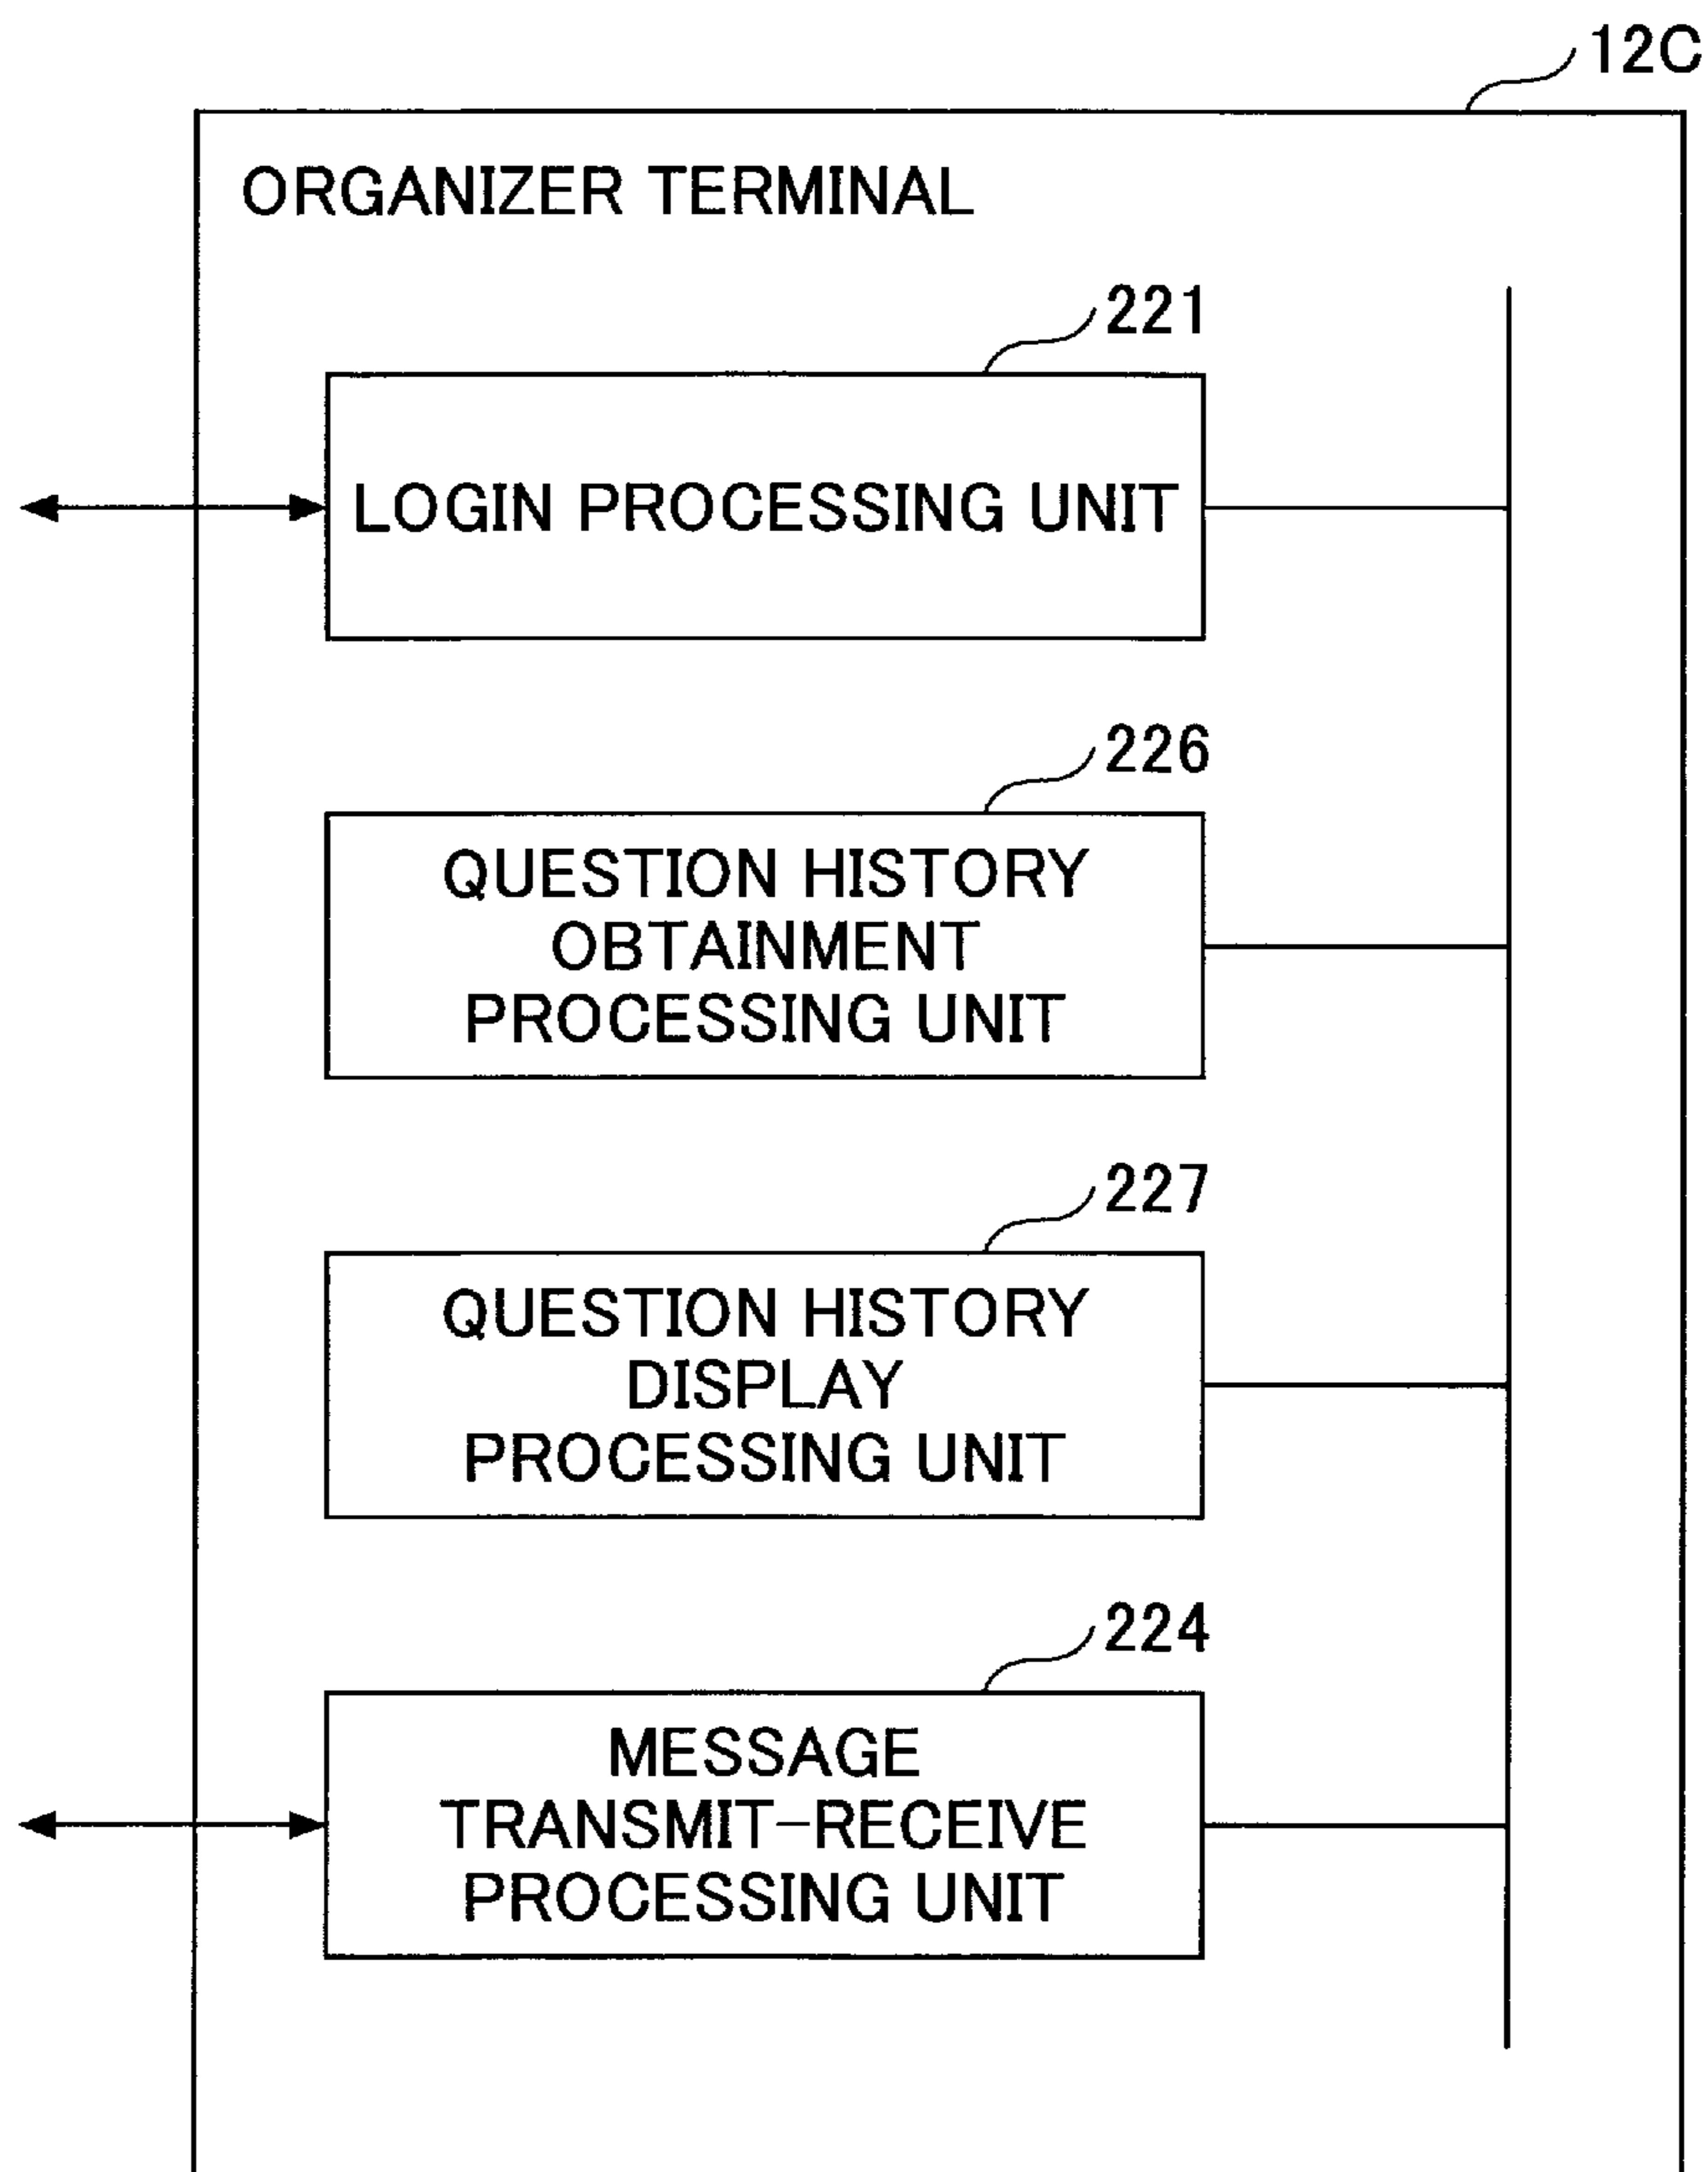 12C
ORGANIZER TERMINAL
221
LOGIN PROCESSING UNIT
226
QUESTION HISTORY
OBTAINMENT
PROCESSING UNIT
227
QUESTION HISTORY
DISPLAY
PROCESSING UNIT
224
MESSAGE
TRANSMIT-RECEIVE
PROCESSING UNIT